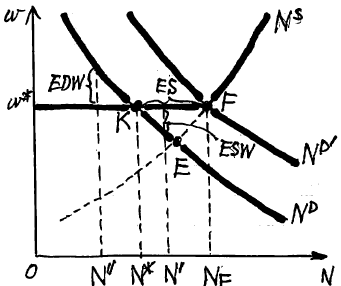 w N^S
EDW ES
w* K F
ESW
E N^D'
N^D
O N'' N* N' N_F N